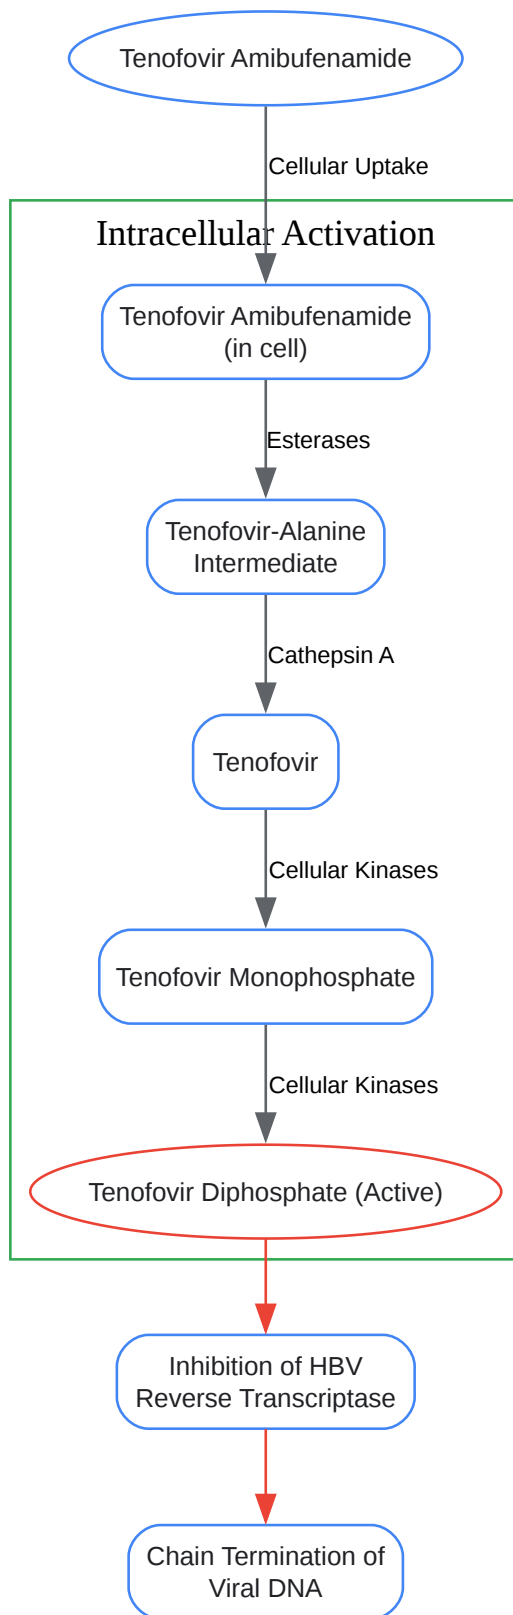 Tenofovir Amibufenamide
Cellular Uptake
Intracellular Activation
Tenofovir Amibufenamide
(in cell)
Esterases
Tenofovir-Alanine
Intermediate
Cathepsin A
Tenofovir
Cellular Kinases
Tenofovir Monophosphate
Cellular Kinases
Tenofovir Diphosphate (Active)
Inhibition of HBV
Reverse Transcriptase
Chain Termination of
Viral DNA